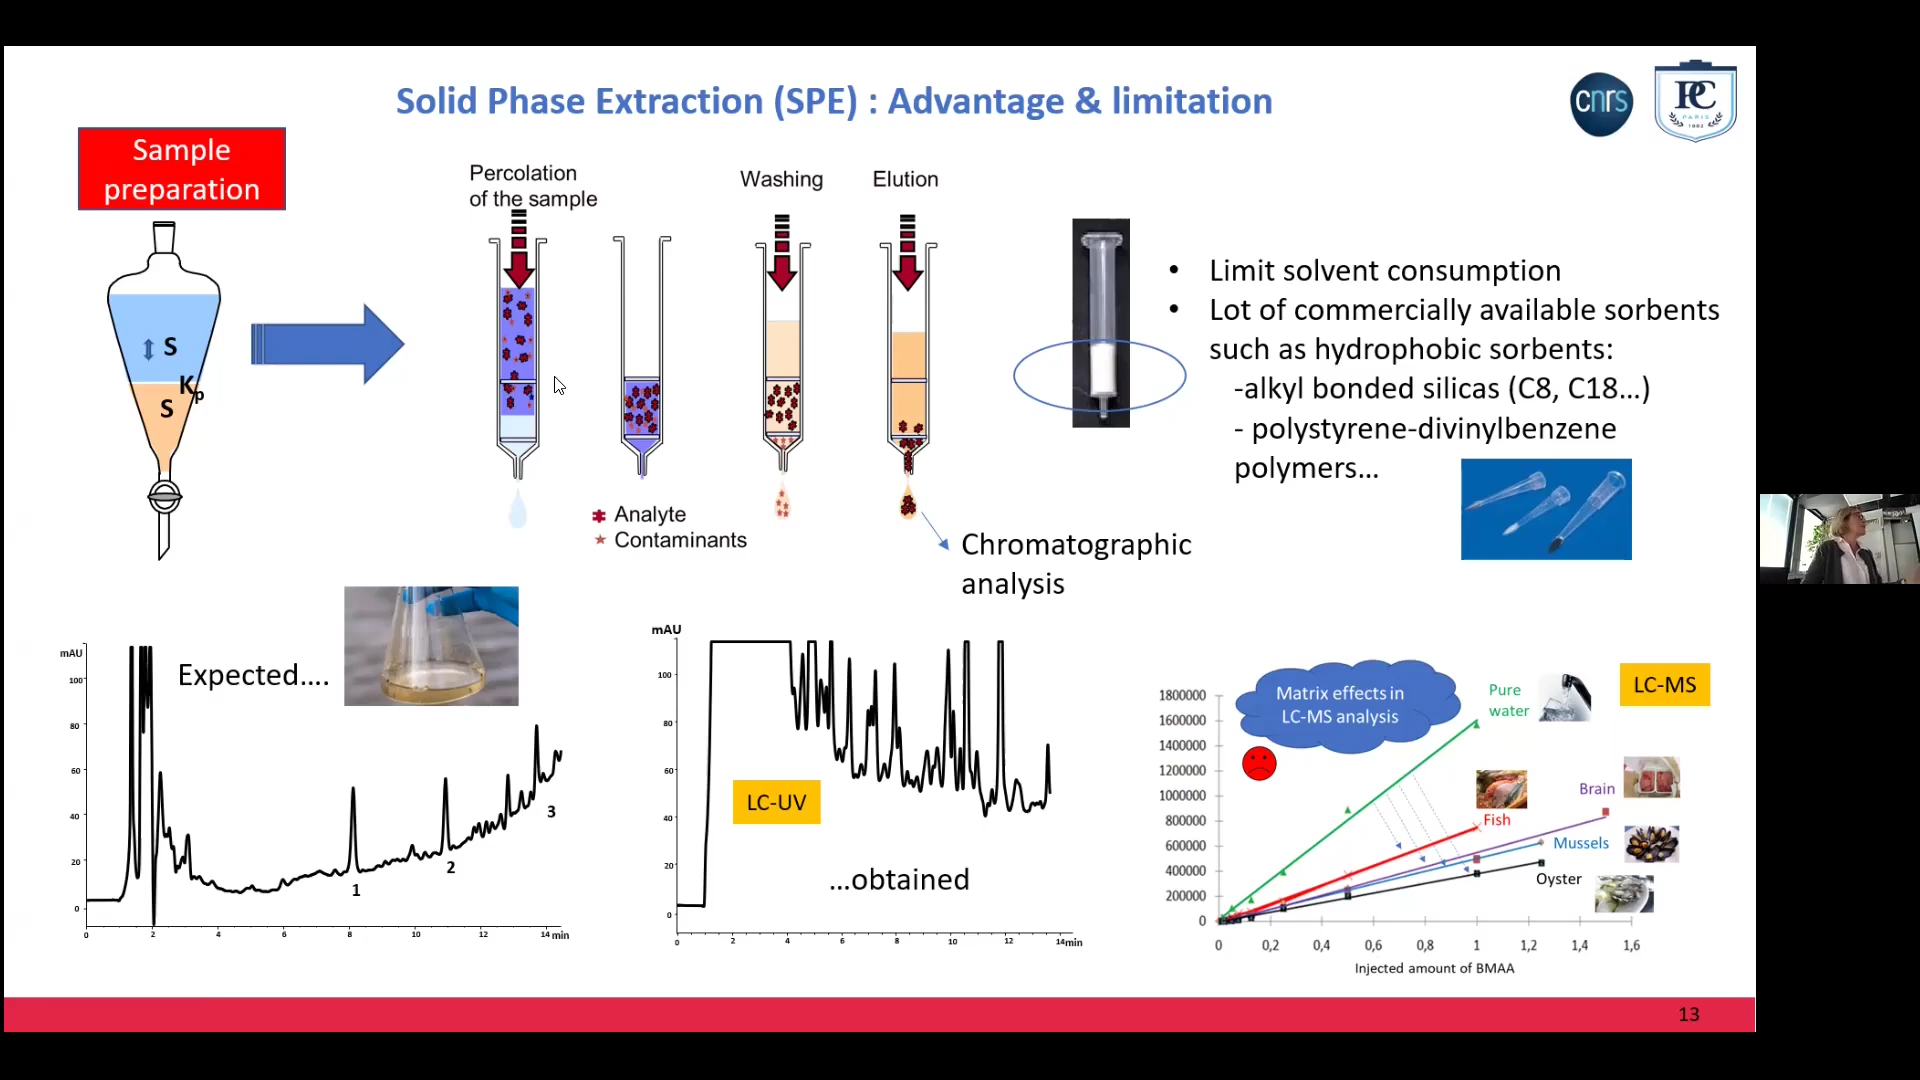 Solid Phase Extraction (SPE) : Advantage & limitation
cnrs
PC
PARIS
1882
Sample
preparation
S
Kp
S
Percolation
of the sample
Washing
Elution
Analyte
Contaminants
Chromatographic
analysis
• Limit solvent consumption
• Lot of commercially available sorbents
such as hydrophobic sorbents:
-alkyl bonded silicas (C8, C18...)
- polystyrene-divinylbenzene
polymers...
mAU
100
80
60
40
20
0
0 2 4 6 8 10 12 14 min
Expected....
1
2
3
mAU
100
80
60
40
20
0
0 2 4 6 8 10 12 14min
LC-UV
...obtained
Matrix effects in
LC-MS analysis
LC-MS
1800000
1600000
1400000
1200000
1000000
800000
600000
400000
200000
0
0 0,2 0,4 0,6 0,8 1 1,2 1,4 1,6
Injected amount of BMAA
Pure
water
Brain
Fish
Mussels
Oyster
13